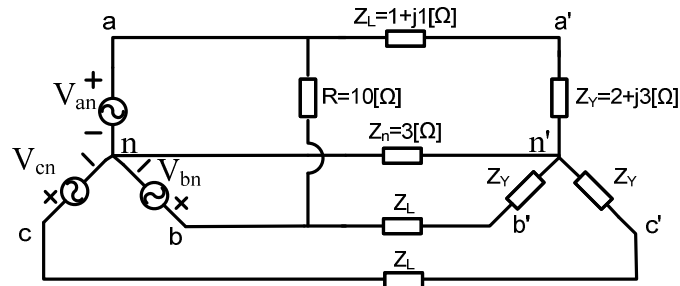 a
Z_L=1+j1[Ω]
a'
+
V_an
−
R=10[Ω]
Z_Y=2+j3[Ω]
n
Z_n=3[Ω]
n'
V_cn
V_bn
Z_Y
Z_Y
c
b
Z_L
b'
c'
Z_L